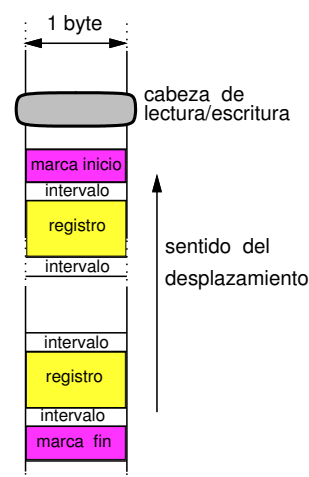 1 byte
cabeza de
lectura/escritura
marca inicio
intervalo
registro
intervalo
sentido del
desplazamiento
intervalo
registro
intervalo
marca fin